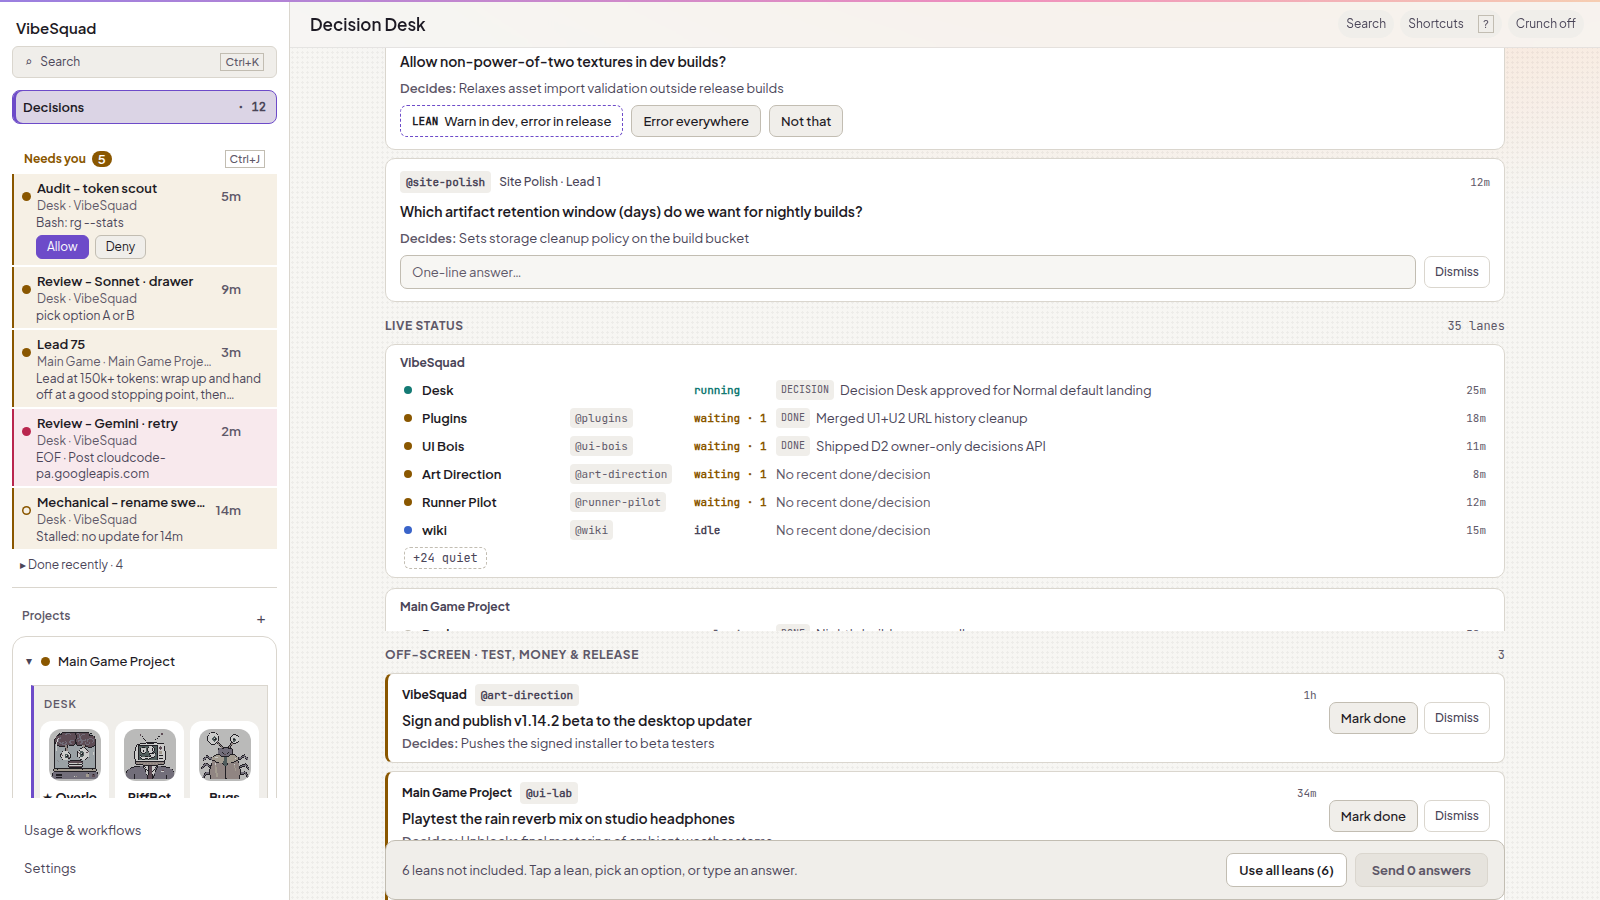 VibeSquad
Search Ctrl+K
Decisions · 12
Needs you 5 Ctrl+J
Audit – token scout 5m
Desk · VibeSquad
Bash: rg --stats
Allow Deny
Review – Sonnet · drawer 9m
Desk · VibeSquad
pick option A or B
Lead 75 3m
Main Game · Main Game Proje…
Lead at 150k+ tokens: wrap up and hand
off at a good stopping point, then…
Review – Gemini · retry 2m
Desk · VibeSquad
EOF · Post cloudcode-
pa.googleapis.com
Mechanical – rename swe… 14m
Desk · VibeSquad
Stalled: no update for 14m
▸ Done recently · 4
Projects +
▾ Main Game Project
DESK
★ Overlo… RiffBot Bugs
Usage & workflows
Settings
Decision Desk
Search Shortcuts ? Crunch off
Allow non-power-of-two textures in dev builds?
Decides: Relaxes asset import validation outside release builds
LEAN Warn in dev, error in release Error everywhere Not that
@site-polish Site Polish · Lead 1 12m
Which artifact retention window (days) do we want for nightly builds?
Decides: Sets storage cleanup policy on the build bucket
One-line answer… Dismiss
LIVE STATUS 35 lanes
VibeSquad
Desk running DECISION Decision Desk approved for Normal default landing 25m
Plugins @plugins waiting · 1 DONE Merged U1+U2 URL history cleanup 18m
UI Bois @ui-bois waiting · 1 DONE Shipped D2 owner-only decisions API 11m
Art Direction @art-direction waiting · 1 No recent done/decision 8m
Runner Pilot @runner-pilot waiting · 1 No recent done/decision 12m
wiki @wiki idle No recent done/decision 15m
+24 quiet
Main Game Project
OFF-SCREEN · TEST, MONEY & RELEASE 3
VibeSquad @art-direction 1h
Sign and publish v1.14.2 beta to the desktop updater
Decides: Pushes the signed installer to beta testers
Mark done Dismiss
Main Game Project @ui-lab 34m
Playtest the rain reverb mix on studio headphones
Decides: Unblocks final mastering of ambient weather
Mark done Dismiss
6 leans not included. Tap a lean, pick an option, or type an answer.
Use all leans (6) Send 0 answers